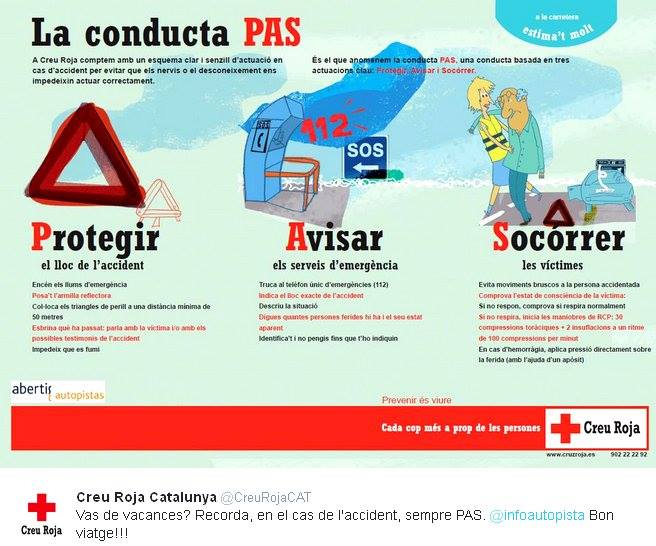 La conducta PAS
a la carretera
estima't molt
A Creu Roja comptem amb un esquema clar i senzill d'actuació en
cas d'accident per evitar que els nervis o el desconeixement ens
impedeixin actuar correctament.
És el que anomenem la conducta PAS, una conducta basada en tres
actuacions clau: Protegir, Avisar i Socórrer.
SOS
112
SOS
Protegir
el lloc de l'accident
Encén els llums d'emergències
Posa't l'armilla reflectora
Col·loca els triangles de perill a una distància mínima de
50 metres
Esbrina què ha passat: parla amb la víctima i/o amb els
possibles testimonis de l'accident
Impedeix que es fumi
Avisar
els serveis d'emergència
Truca al telèfon únic d'emergències (112)
Indica el lloc exacte de l'accident
Descriu la situació
Digues quantes persones ferides hi ha i el seu estat
aparent
Identifica't i no pengis fins que t'ho indiquin
Socórrer
les víctimes
Evita moviments bruscos a la persona accidentada
Comprova l'estat de consciència de la víctima:
Si no respon, comprova si respira normalment
Si no respira, inicia les maniobres de RCP: 30
compressions toràciques + 2 insuflacions a un ritme
de 100 compressions per minut
En cas d'hemorràgia, aplica pressió directament sobre
la ferida (amb l'ajuda d'un apòsit)
abertis
autopistas
Prevenir és viure
Cada cop més a prop de les persones
Creu Roja
www.cruzroja.es 902 22 22 92
Creu Roja Catalunya @CreuRojaCAT
Vas de vacances? Recorda, en el cas de l'accident, sempre PAS. @infoautopista Bon
viatge!!!
Creu Roja